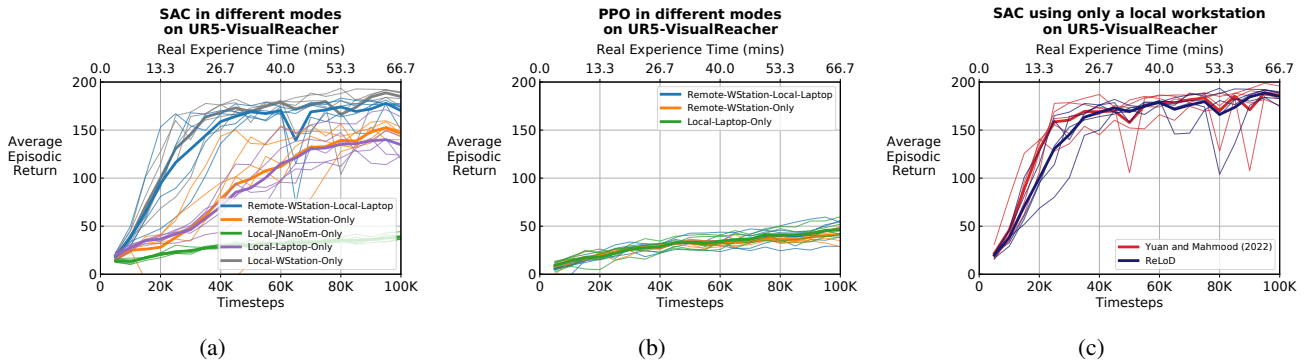 SAC in different modes
on UR5-VisualReacher
Real Experience Time (mins)
0.0 13.3 26.7 40.0 53.3 66.7
200
150
100
50
0
Average
Episodic
Return
Remote-WStation-Local-Laptop
Remote-WStation-Only
Local-JNanoEm-Only
Local-Laptop-Only
Local-WStation-Only
20K 40K 60K 80K 100K
Timesteps
(a)
PPO in different modes
on UR5-VisualReacher
Real Experience Time (mins)
0.0 13.3 26.7 40.0 53.3 66.7
200
150
100
50
0
Average
Episodic
Return
Remote-WStation-Local-Laptop
Remote-WStation-Only
Local-Laptop-Only
20K 40K 60K 80K 100K
Timesteps
(b)
SAC using only a local workstation
on UR5-VisualReacher
Real Experience Time (mins)
0.0 13.3 26.7 40.0 53.3 66.7
200
150
100
50
0
Average
Episodic
Return
Yuan and Mahmood (2022)
ReLoD
20K 40K 60K 80K 100K
Timesteps
(c)